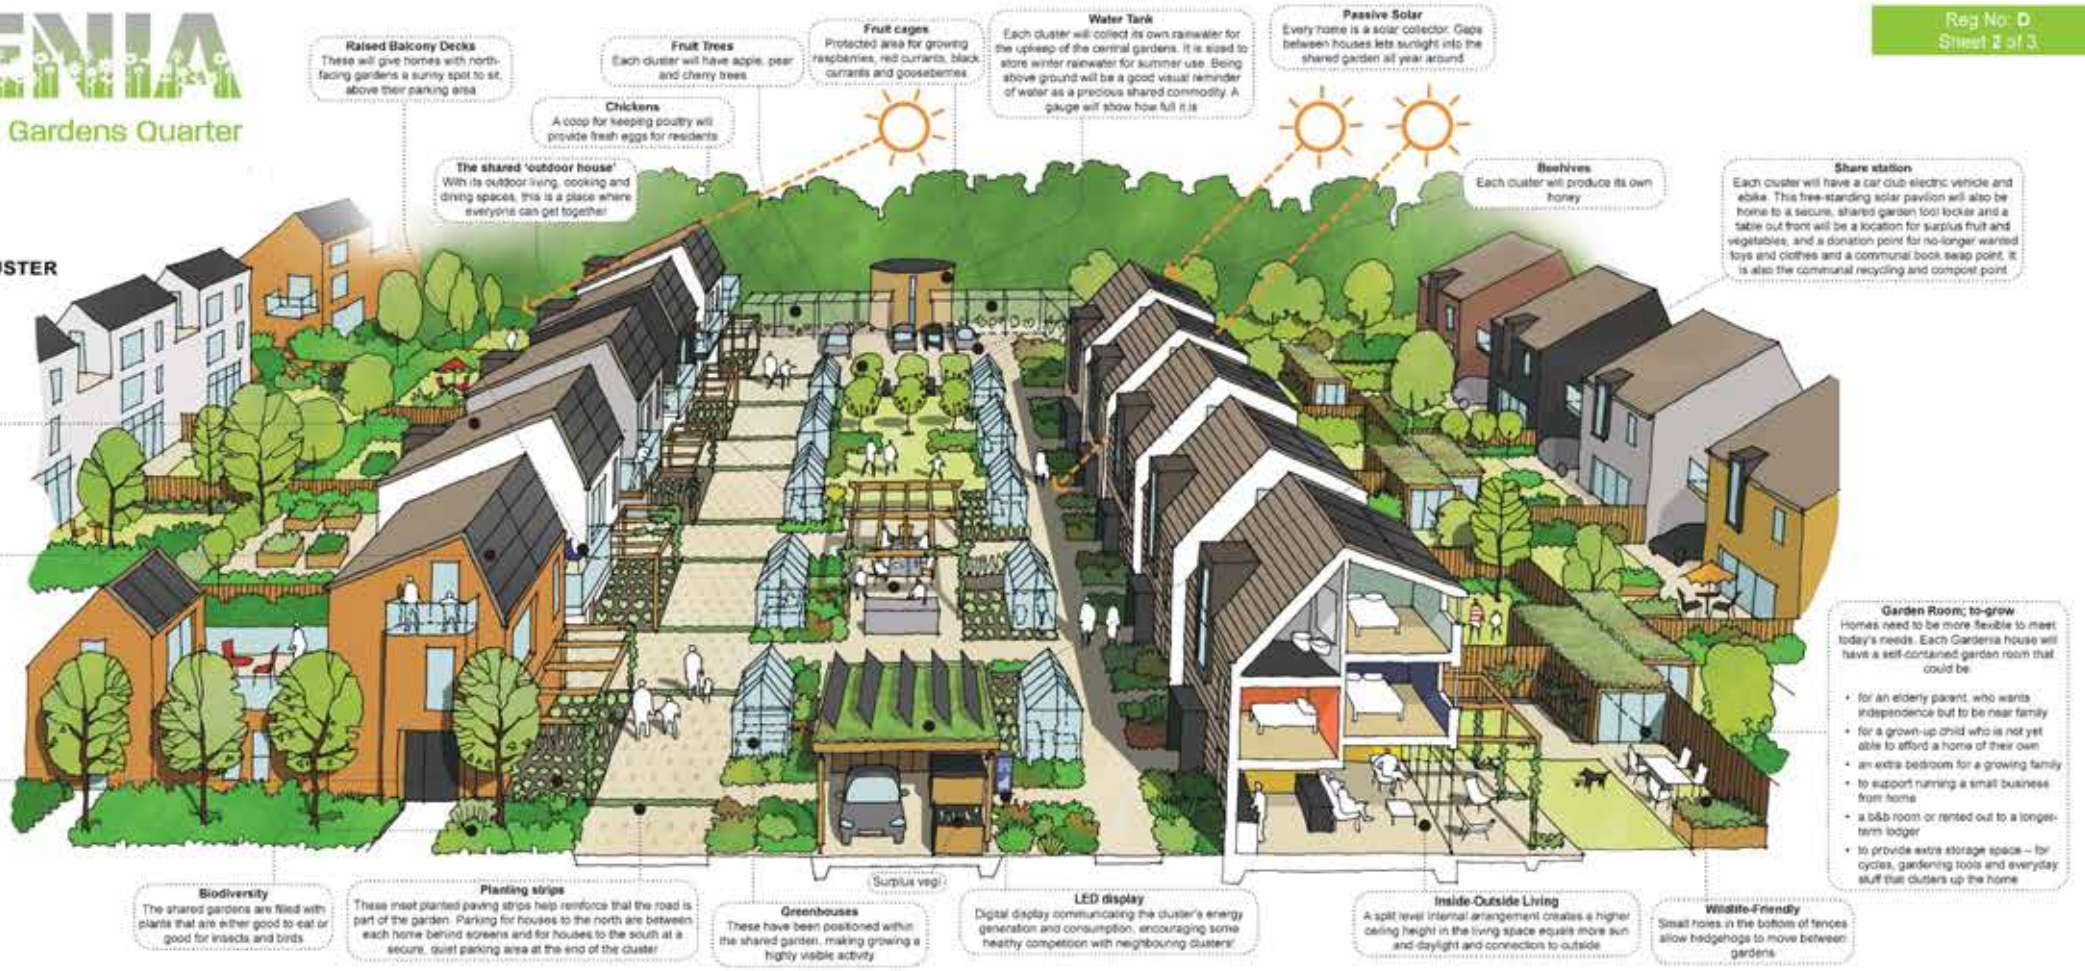 ENIA
Gardens Quarter
USTER
Reg No: D
Sheet 2 of 3
Raised Balcony Decks
These will give homes with north-
facing gardens a sunny spot to sit,
above their parking area
Fruit Trees
Each cluster will have apple, pear
and cherry trees
Fruit cages
Protected area for growing
raspberries, red currants, black
currants and gooseberries
Water Tank
Each cluster will collect its own rainwater for
the upkeep of the central gardens. It is sized to
store winter rainwater for summer use. Being
above ground will be a good visual reminder
of water as a precious shared commodity. A
gauge will show how full it is
Passive Solar
Every home is a solar collector. Gaps
between houses lets sunlight into the
shared garden all year around
Chickens
A coop for keeping poultry will
provide fresh eggs for residents
The shared 'outdoor house'
With its outdoor living, cooking and
dining spaces, this is a place where
everyone can get together
Beehives
Each cluster will produce its own
honey
Share station
Each cluster will have a car club electric vehicle and
ebike. This free-standing solar pavilion will also be
home to a secure, shared garden tool locker and a
table out front will be a location for surplus fruit and
vegetables, and a donation point for no-longer wanted
toys and clothes and a communal book swap point. It
is also the communal recycling and compost point
Garden Room; to-grow
Homes need to be more flexible to meet
today's needs. Each Gardenia house will
have a self-contained garden room that
could be:
• for an elderly parent, who wants
independence but to be near family
• for a grown-up child who is not yet
able to afford a home of their own
• an extra bedroom for a growing family
• to support running a small business
from home
• a b&b room or rented out to a longer-
term lodger
• to provide extra storage space – for
cycles, gardening tools and everyday
stuff that clutters up the home
Biodiversity
The shared gardens are filled with
plants that are either good to eat or
good for insects and birds
Planting strips
These inset planted paving strips help reinforce that the road is
part of the garden. Parking for houses to the north are between
each home behind screens and for houses to the south at a
secure, quiet parking area at the end of the cluster
Greenhouses
These have been positioned within
the shared garden, making growing a
highly visible activity
Surplus veg!
LED display
Digital display communicating the cluster's energy
generation and consumption, encouraging some
healthy competition with neighbouring clusters!
Inside-Outside Living
A split level internal arrangement creates a higher
ceiling height in the living space equals more sun
and daylight and connection to outside
Wildlife-Friendly
Small holes in the bottom of fences
allow hedgehogs to move between
gardens